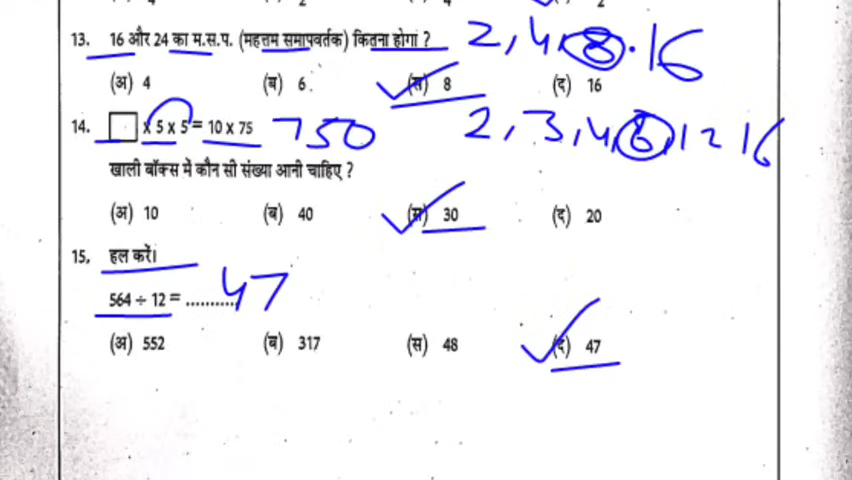 13. 16 और 24 का म.स.प. (महत्तम समापवर्तक) कितना होगा ? 2, 4, 8. 16
(अ) 4 (ब) 6 (स) 8 (द) 16
14. □ x 5 x 5 = 10 x 75 750 2, 3, 4, 8, 12 16
खाली बॉक्स में कौन सी संख्या आनी चाहिए ?
(अ) 10 (ब) 40 (स) 30 (द) 20
15, हल करें।
564 ÷ 12 = ........... 47
(अ) 552 (ब) 317 (स) 48 (द) 47